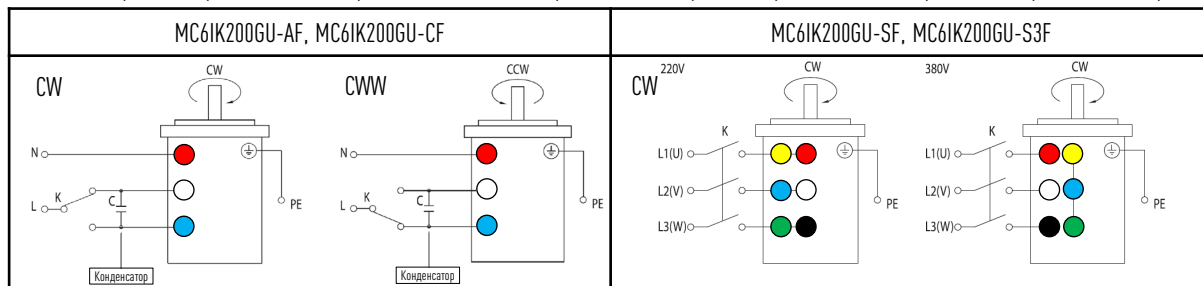 MC6IK200GU-AF, MC6IK200GU-CF
MC6IK200GU-SF, MC6IK200GU-S3F
CW
CW
N
L
K
C
PE
Конденсатор
CWW
CCW
N
L
K
C
PE
Конденсатор
CW
220V
CW
K
L1(U)
L2(V)
L3(W)
PE
380V
CW
K
L1(U)
L2(V)
L3(W)
PE